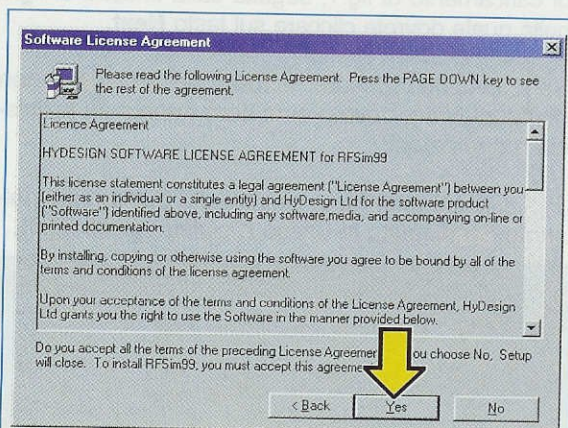 Software License Agreement
Please read the following License Agreement. Press the PAGE DOWN key to see
the rest of the agreement.
Licence Agreement
HYDESIGN SOFTWARE LICENSE AGREEMENT for RFSim99
This license statement constitutes a legal agreement ("License Agreement") between you
(either as an individual or a single entity) and HyDesign Ltd for the software product
("Software") identified above, including any software,media, and accompanying on-line or
printed documentation.
By installing, copying or otherwise using the software you agree to be bound by all of the
terms and conditions of the license agreement
Upon your acceptance of the terms and conditions of the License Agreement, HyDesign
Ltd grants you the right to use the Software in the manner provided below.
Do you accept all the terms of the preceding License Agreemen ou choose No, Setup
will close. To install RFSim99, you must accept this agreeme
< Back
Yes
No